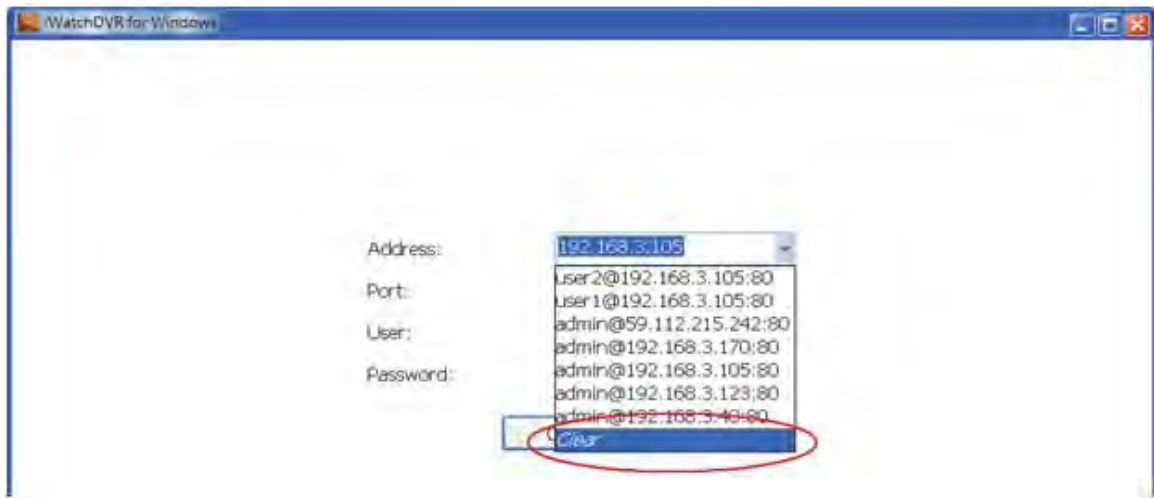 iWatchDVR for Windows
Address:
192.168.3.105
Port:
user2@192.168.3.105:80
user1@192.168.3.105:80
User:
admin@59.112.215.242:80
admin@192.168.3.170:80
Password:
admin@192.168.3.105:80
admin@192.168.3.123:80
admin@192.168.3.40:80
Clear